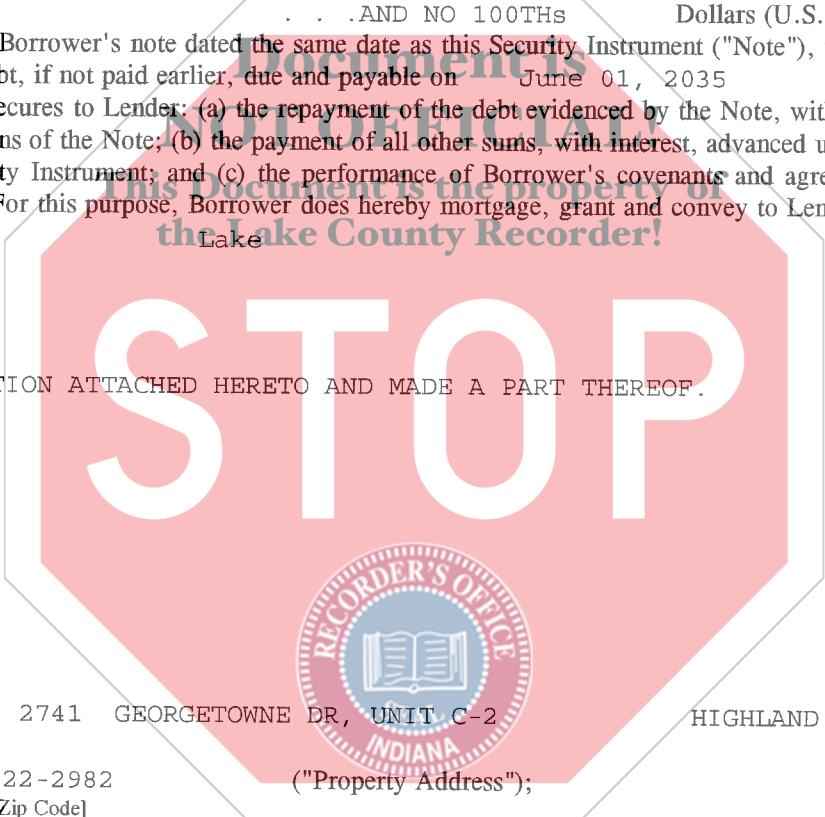 . . .AND NO 100THs Dollars (U.S.
Borrower's note dated the same date as this Security Instrument ("Note"),
Document is
bt, if not paid earlier, due and payable on June 01, 2035
ecures to Lender: (a) the repayment of the debt evidenced by the Note, wit
NOT OFFICIAL!
ns of the Note; (b) the payment of all other sums, with interest, advanced u
ty Instrument; and (c) the performance of Borrower's covenants and agre
This Document is the property of
For this purpose, Borrower does hereby mortgage, grant and convey to Len
the Lake County Recorder!
Lake
STOP
TION ATTACHED HERETO AND MADE A PART THEREOF.
RECORDER'S OFFICE
SEAL
INDIANA
2741 GEORGETOWNE DR, UNIT C-2 HIGHLAND
22-2982 ("Property Address");
Zip Code]